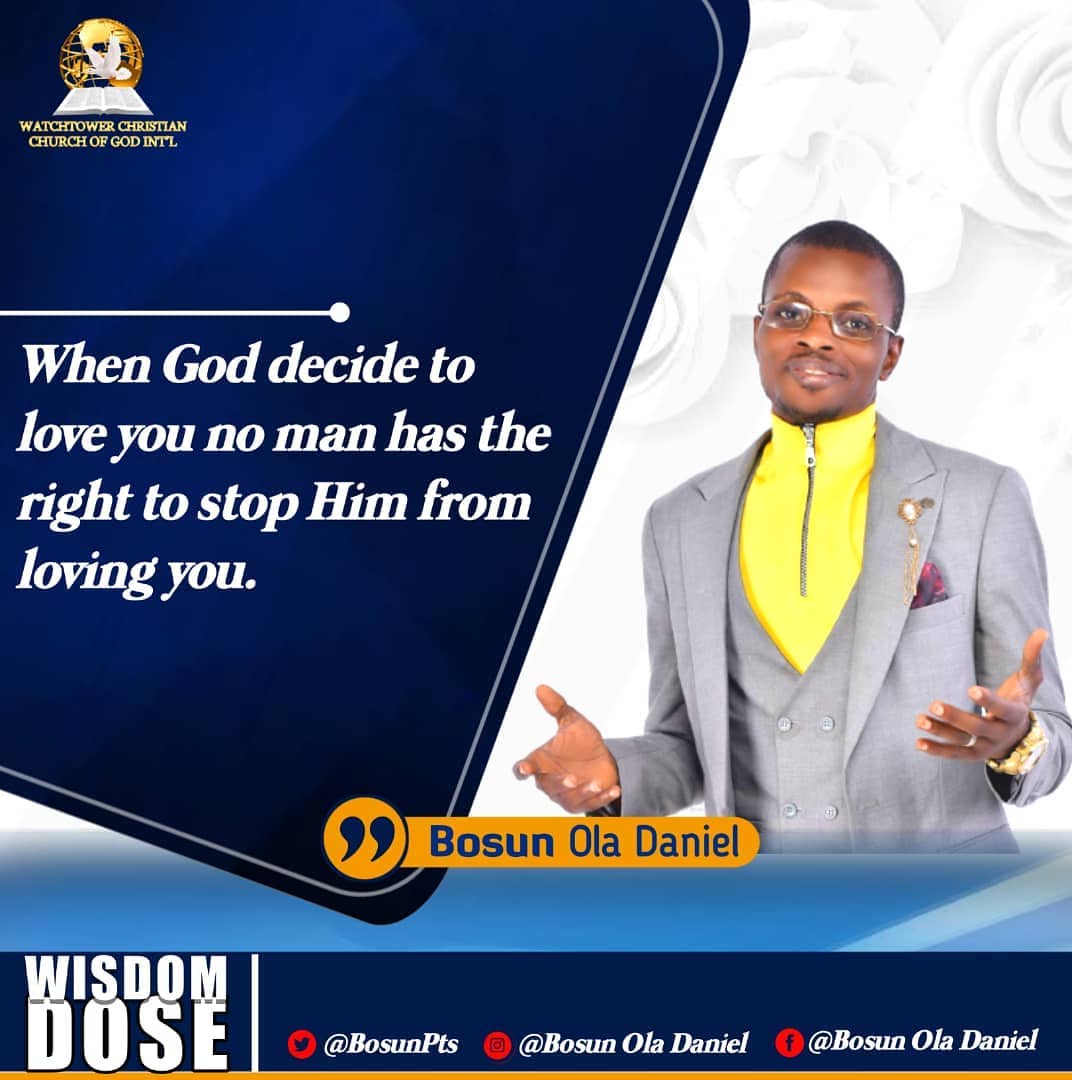 WATCHTOWER CHRISTIAN
CHURCH OF GOD INT'L
When God decide to
love you no man has the
right to stop Him from
loving you.
Bosun Ola Daniel
WISDOM
DOSE
@BosunPts
@Bosun Ola Daniel
@Bosun Ola Daniel